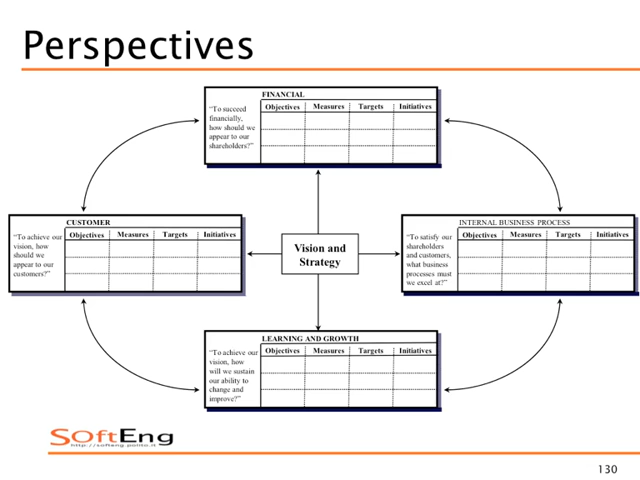 Perspectives
FINANCIAL
Objectives Measures Targets Initiatives
"To succeed
financially,
how should we
appear to our
shareholders?"
CUSTOMER
Objectives Measures Targets Initiatives
"To achieve our
vision, how
should we
appear to our
customers?"
Vision and
Strategy
INTERNAL BUSINESS PROCESS
Objectives Measures Targets Initiatives
"To satisfy our
shareholders
and customers,
what business
processes must
we excel at?"
LEARNING AND GROWTH
Objectives Measures Targets Initiatives
"To achieve our
vision, how
will we sustain
our ability to
change and
improve?"
SOftEng
http://softeng.polito.it
130